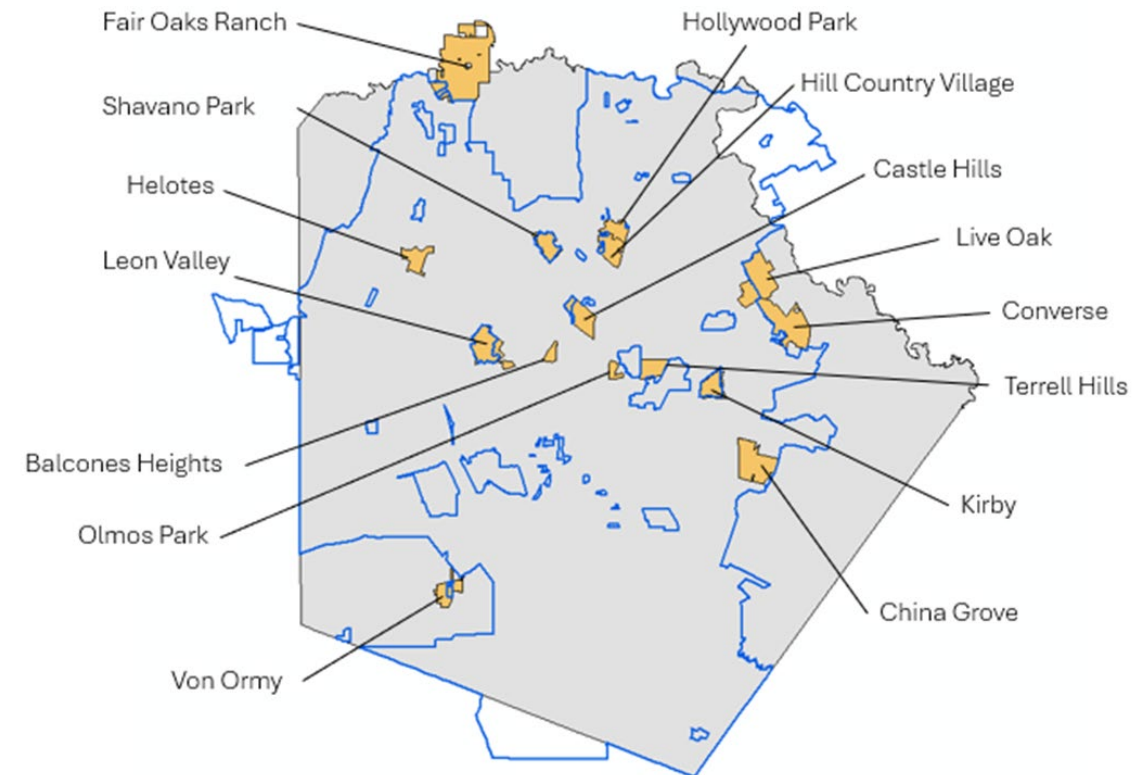 Fair Oaks Ranch
Hollywood Park
Hill Country Village
Shavano Park
Castle Hills
Helotes
Live Oak
Leon Valley
Converse
Terrell Hills
Balcones Heights
Kirby
Olmos Park
China Grove
Von Ormy